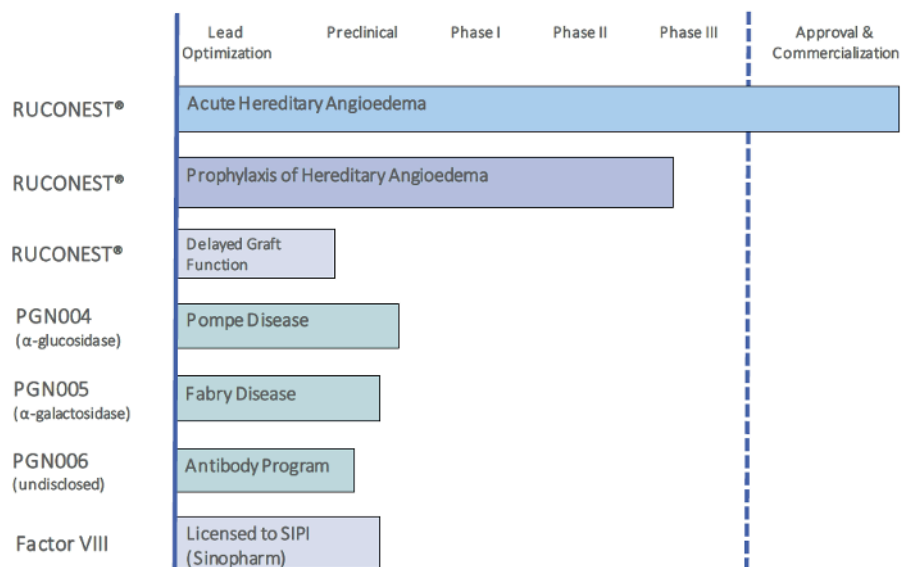 Lead
Optimization
Preclinical
Phase I
Phase II
Phase III
Approval &
Commercialization
RUCONEST®
Acute Hereditary Angioedema
RUCONEST®
Prophylaxis of Hereditary Angioedema
RUCONEST®
Delayed Graft
Function
PGN004
(α-glucosidase)
Pompe Disease
PGN005
(α-galactosidase)
Fabry Disease
PGN006
(undisclosed)
Antibody Program
Factor VIII
Licensed to SIPI
(Sinopharm)